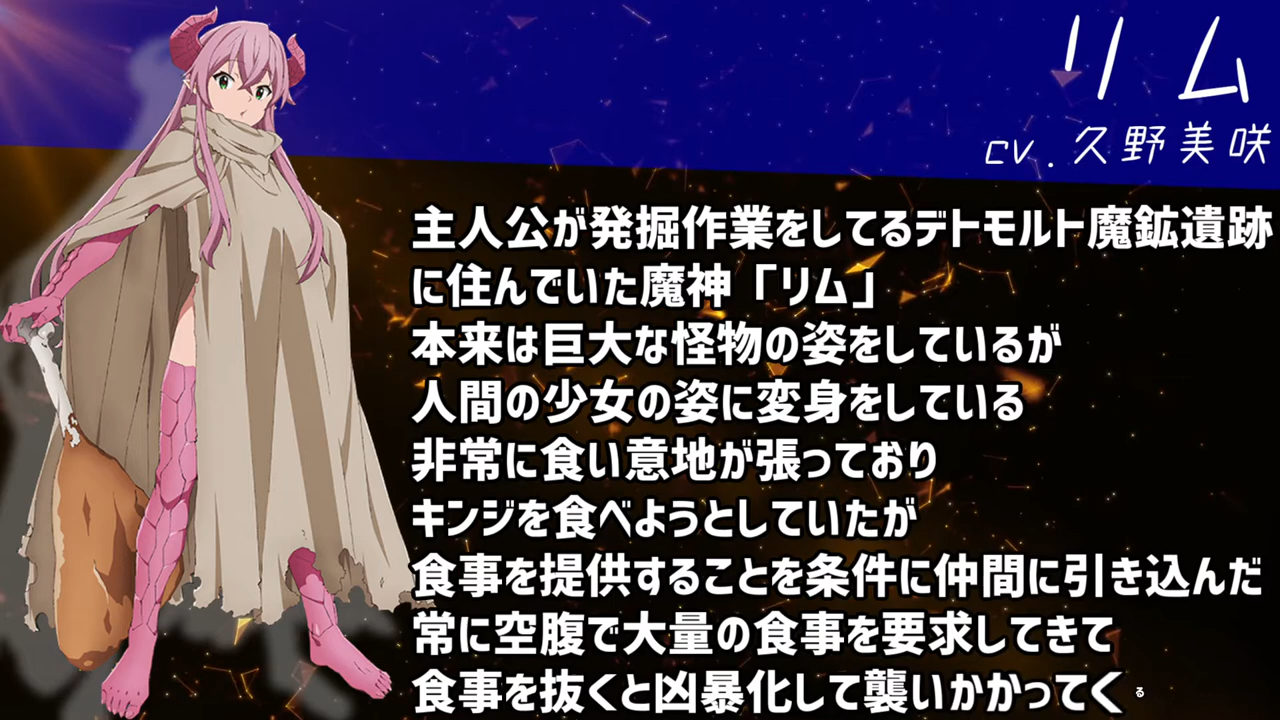 リム
cv.久野美咲
主人公が発掘作業をしてるデトモルト魔鉱遺跡
に住んでいた魔神「リム」
本来は巨大な怪物の姿をしているが
人間の少女の姿に変身をしている
非常に食い意地が張っており
キンジを食べようとしていたが
食事を提供することを条件に仲間に引き込んだ
常に空腹で大量の食事を要求してきて
食事を抜くと凶暴化して襲いかかってくる